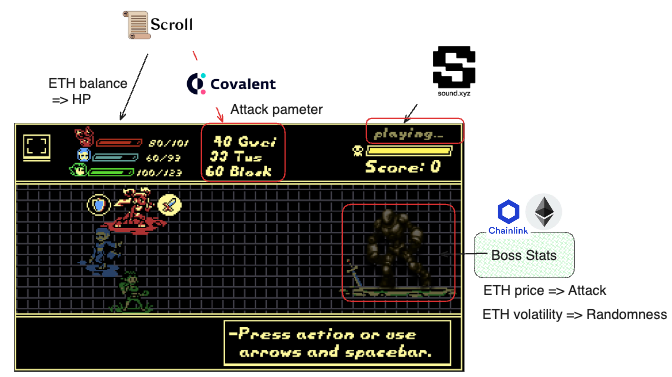 Scroll
ETH balance
=> HP
Covalent
Attack pameter
sound.xyz
80/101
60/93
100/123
40 Gwei
33 Txs
60 Block
playing...
Score: 0
Chainlink
Boss Stats
ETH price => Attack
ETH volatility => Randomness
-Press action or use
arrows and spacebar.